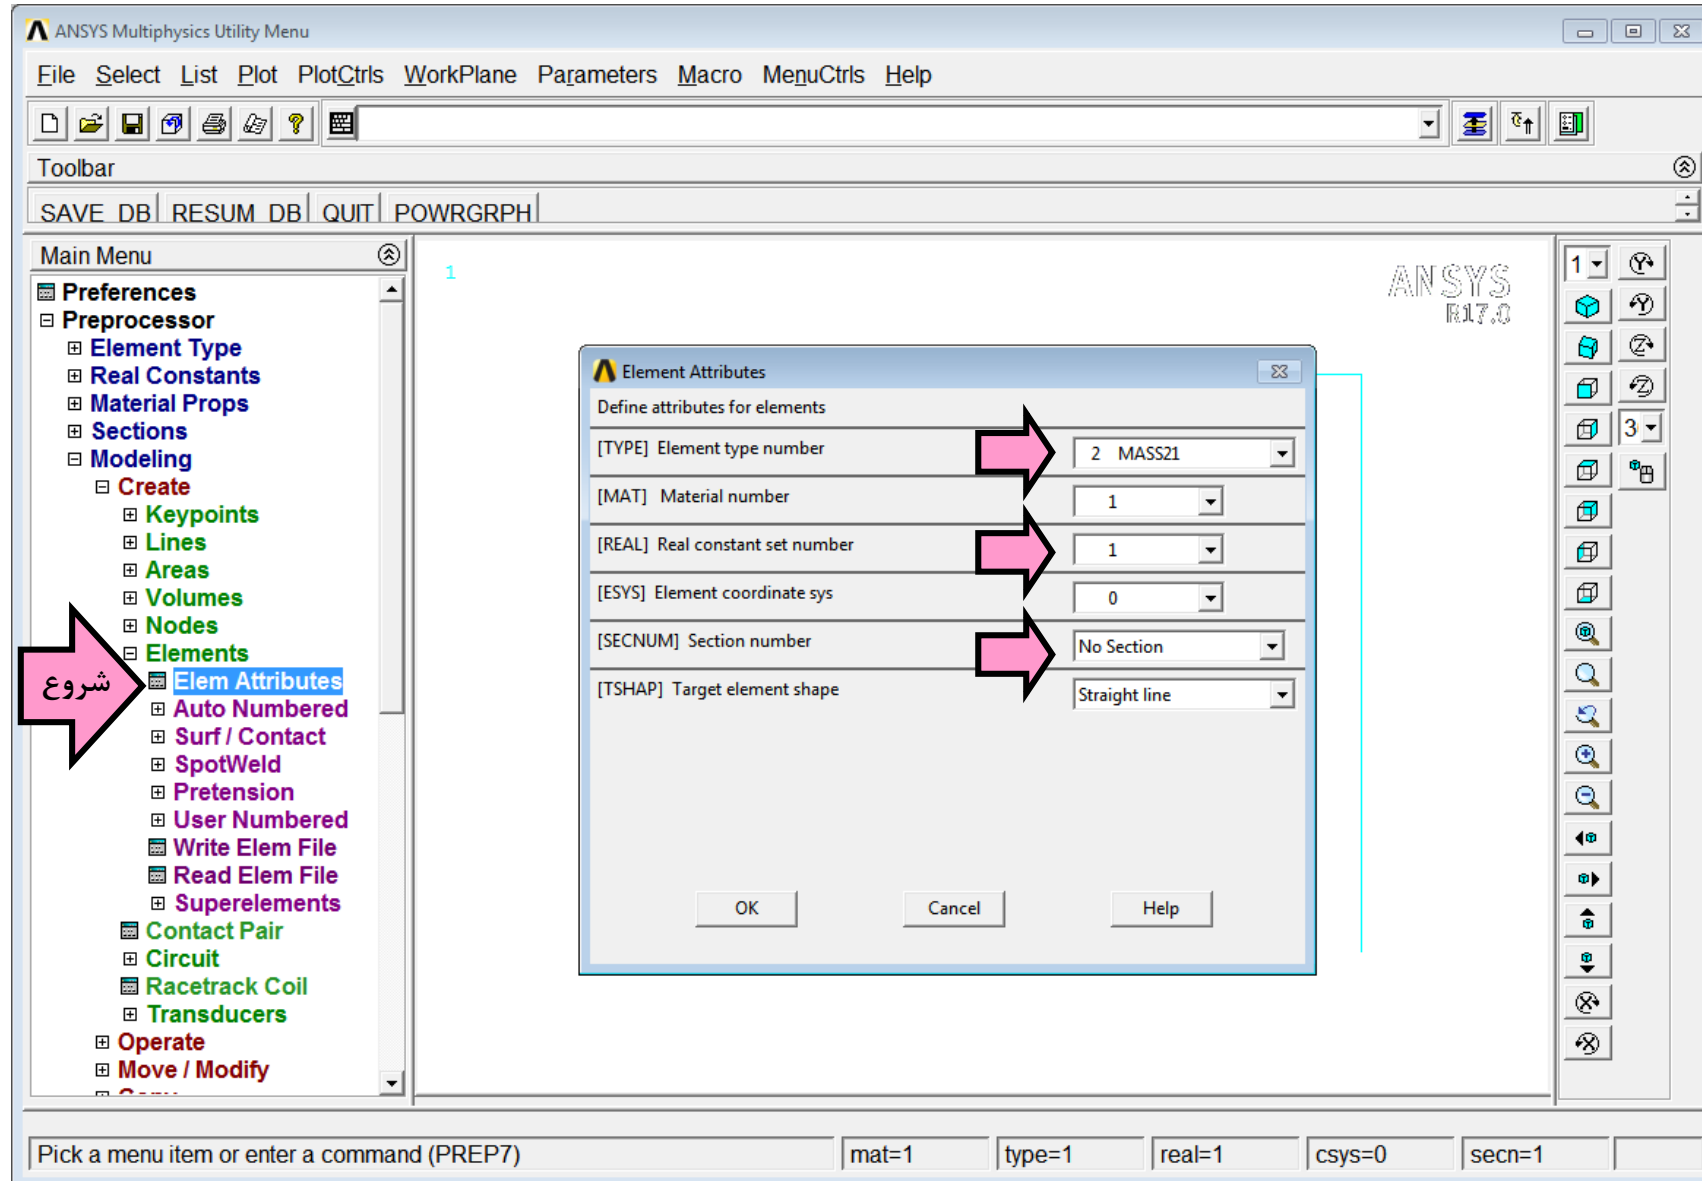 ANSYS Multiphysics Utility Menu
File Select List Plot PlotCtrls WorkPlane Parameters Macro MenuCtrls Help
Toolbar
SAVE_DB RESUM_DB QUIT POWRGRPH
Main Menu
Preferences
Preprocessor
Element Type
Real Constants
Material Props
Sections
Modeling
Create
Keypoints
Lines
Areas
Volumes
Nodes
Elements
شروع
Elem Attributes
Auto Numbered
Surf / Contact
SpotWeld
Pretension
User Numbered
Write Elem File
Read Elem File
Superelements
Contact Pair
Circuit
Racetrack Coil
Transducers
Operate
Move / Modify
1
ANSYS
R17.0
Element Attributes
Define attributes for elements
[TYPE] Element type number 2 MASS21
[MAT] Material number 1
[REAL] Real constant set number 1
[ESYS] Element coordinate sys 0
[SECNUM] Section number No Section
[TSHAP] Target element shape Straight line
OK Cancel Help
1
3
Pick a menu item or enter a command (PREP7) mat=1 type=1 real=1 csys=0 secn=1